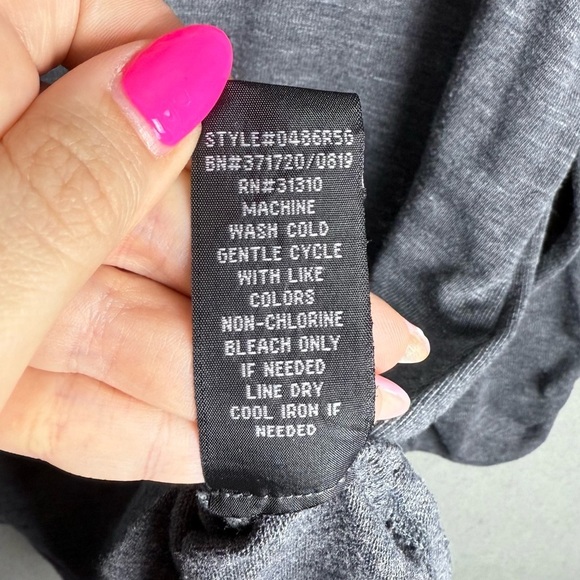 STYLE#0486R5G
BN#371720/0819
RN#31310
MACHINE
WASH COLD
GENTLE CYCLE
WITH LIKE
COLORS
NON-CHLORINE
BLEACH ONLY
IF NEEDED
LINE DRY
COOL IRON IF
NEEDED